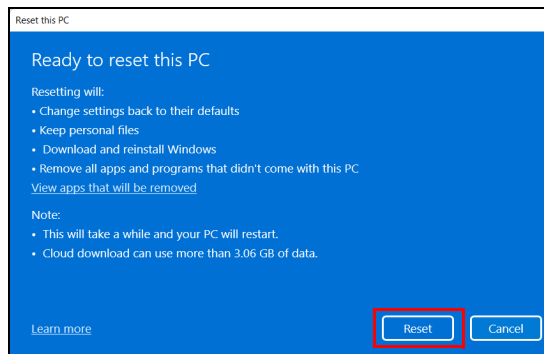 Reset this PC
Ready to reset this PC
Resetting will:
• Change settings back to their defaults
• Keep personal files
• Download and reinstall Windows
• Remove all apps and programs that didn't come with this PC
View apps that will be removed
Note:
• This will take a while and your PC will restart.
• Cloud download can use more than 3.06 GB of data.
Learn more
Reset
Cancel